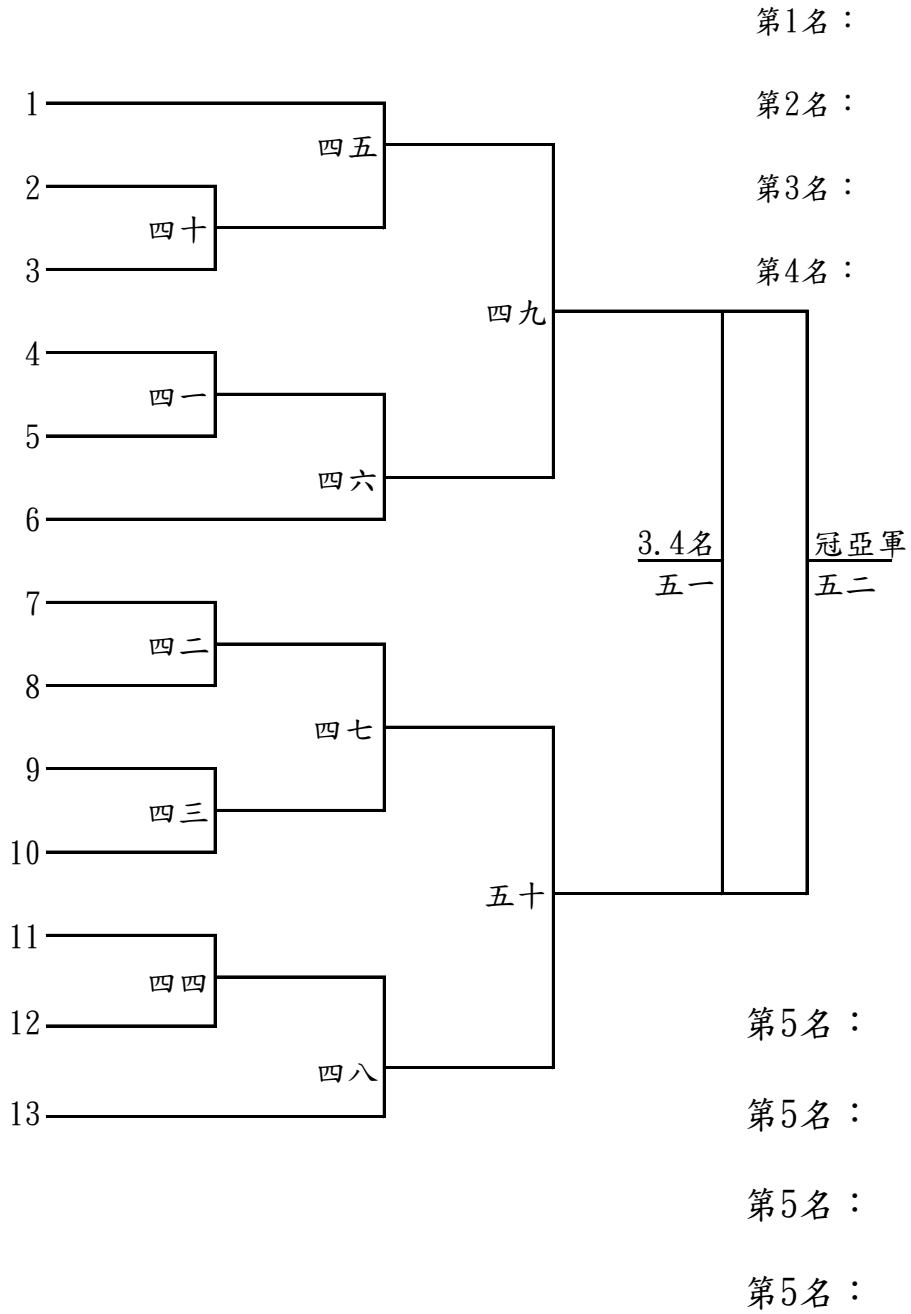 第1名：
1
第2名：
四五
2
第3名：
四十
3
第4名：
四九
4
四一
5
四六
6
3.4名
冠亞軍
五一
五二
7
四二
8
四七
9
四三
10
五十
11
四四
12
第5名：
四八
13
第5名：
第5名：
第5名：